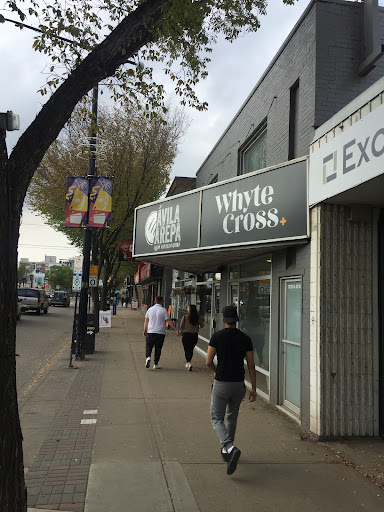 ÁVILA
AREPA
Whyte
Cross+
Exc